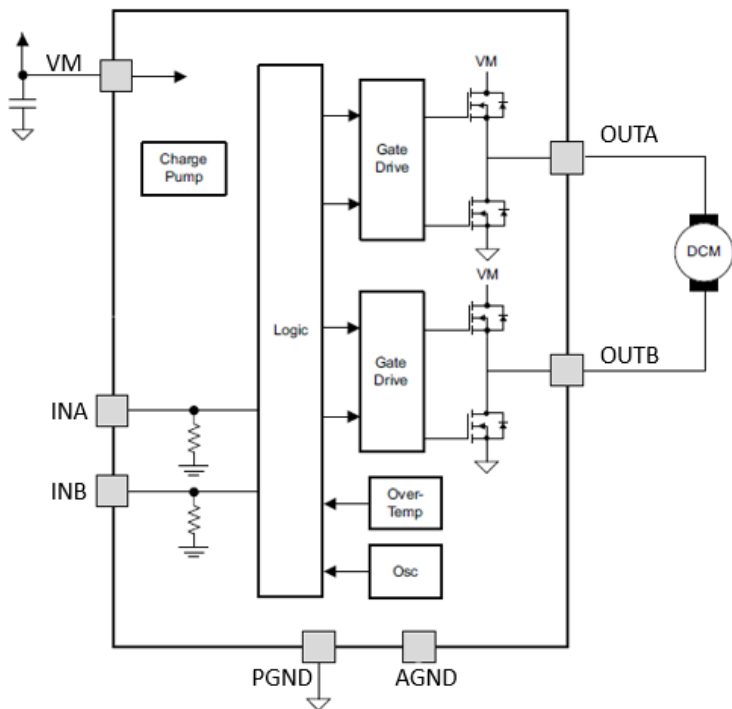 VM
VM
OUTA
Charge
Pump
Gate
Drive
DCM
VM
Logic
Gate
Drive
OUTB
INA
INB
Over-
Temp
Osc
PGND
AGND